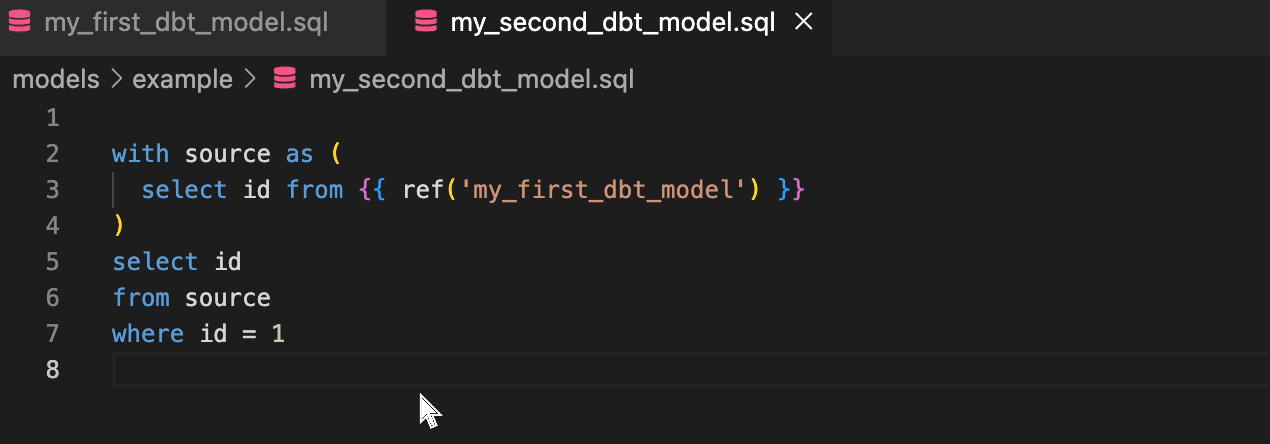 my_first_dbt_model.sql my_second_dbt_model.sql
models > example > my_second_dbt_model.sql
1
2 with source as (
3 select id from {{ ref('my_first_dbt_model') }}
4 )
5 select id
6 from source
7 where id = 1
8